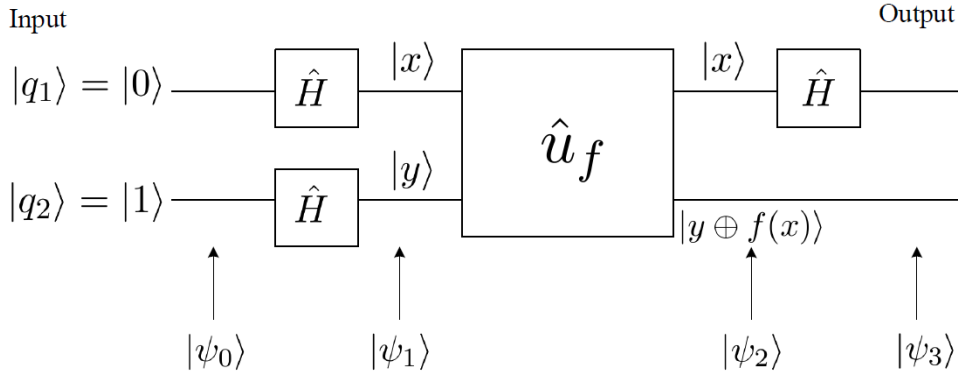 Input Output
|q₁⟩ = |0⟩ Ĥ |x⟩ û_f |x⟩ Ĥ
|q₂⟩ = |1⟩ Ĥ |y⟩ |y ⊕ f(x)⟩
|ψ₀⟩ |ψ₁⟩ |ψ₂⟩ |ψ₃⟩